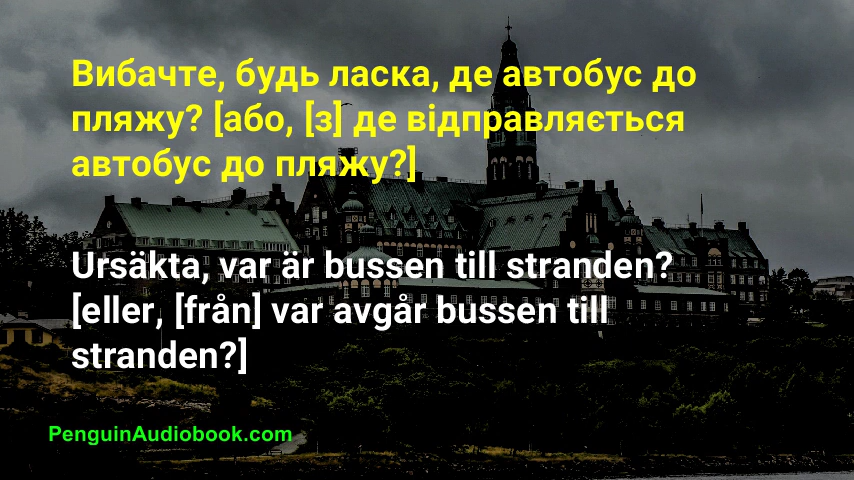 Вибачте, будь ласка, де автобус до
пляжу? [або, [з] де відправляється
автобус до пляжу?]
Ursäkta, var är bussen till stranden?
[eller, [från] var avgår bussen till
stranden?]
PenguinAudiobook.com